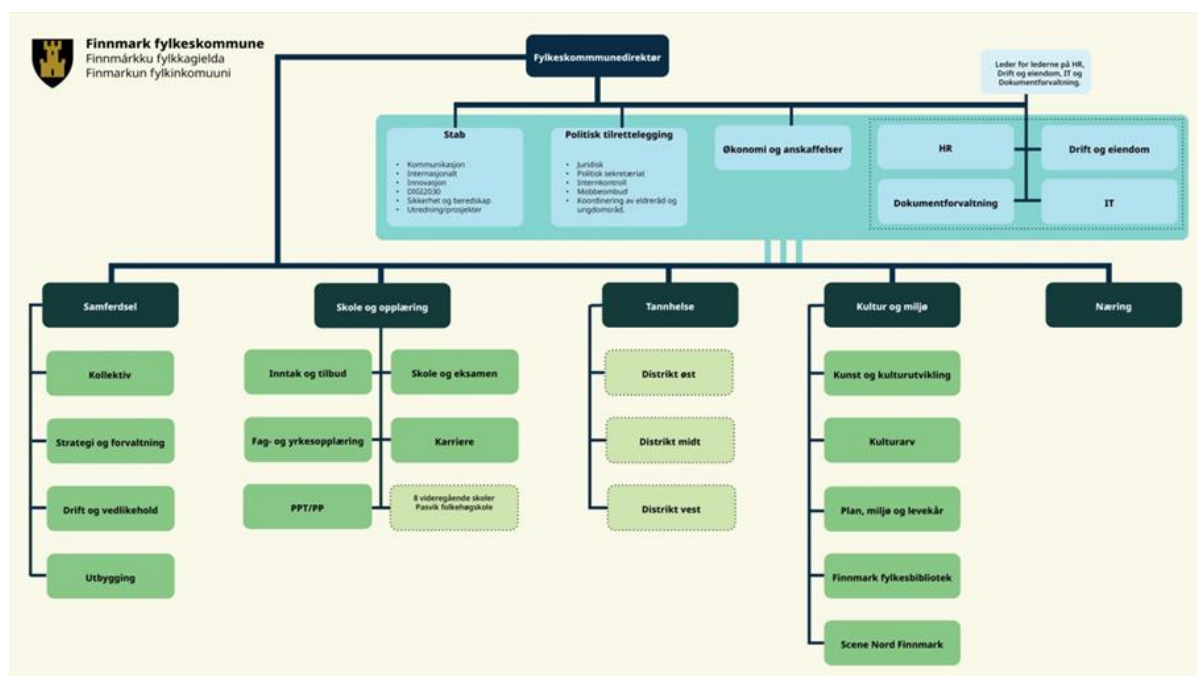 Finnmark fylkeskommune
Finnmárkku fylkkagielda
Finmarkun fylkinkomuuni
Fylkeskommmunedirektør
Leder for lederne på HR,
Drift og eiendom, IT og
Dokumentforvaltning.
Stab
• Kommunikasjon
• Internasjonalt
• Innovasjon
• DIGI2030
• Sikkerhet og beredskap
• Utredning/prosjekter
Politisk tilrettelegging
• Juridisk
• Politisk sekretæriat
• Internkontroll
• Mobbeombud
• Koordinering av eldreråd og
ungdomsråd.
Økonomi og anskaffelser
HR
Drift og eiendom
Dokumentforvaltning
IT
Samferdsel
Kollektiv
Strategi og forvaltning
Drift og vedlikehold
Utbygging
Skole og opplæring
Inntak og tilbud
Skole og eksamen
Fag- og yrkesopplæring
Karriere
PPT/PP
8 videregående skoler
Pasvik folkehøgskole
Tannhelse
Distrikt øst
Distrikt midt
Distrikt vest
Kultur og miljø
Kunst og kulturutvikling
Kulturarv
Plan, miljø og levekår
Finnmark fylkesbibliotek
Scene Nord Finnmark
Næring